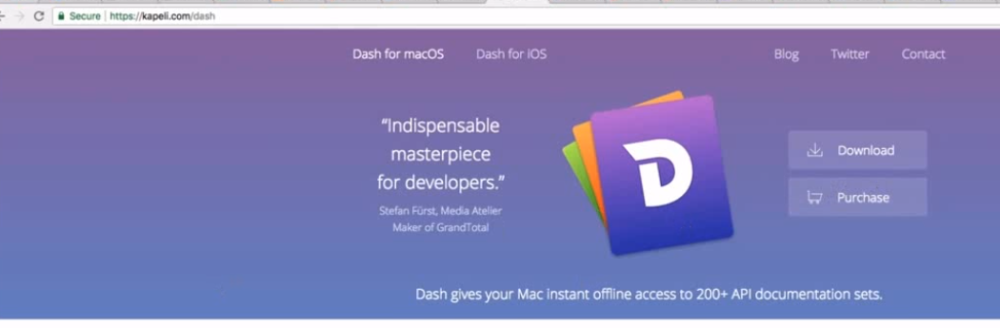 Secure | https://kapeli.com/dash
Dash for macOS Dash for iOS Blog Twitter Contact
“Indispensable
masterpiece
for developers.”
Stefan Fürst, Media Atelier
Maker of GrandTotal
D
Download
Purchase
Dash gives your Mac instant offline access to 200+ API documentation sets.